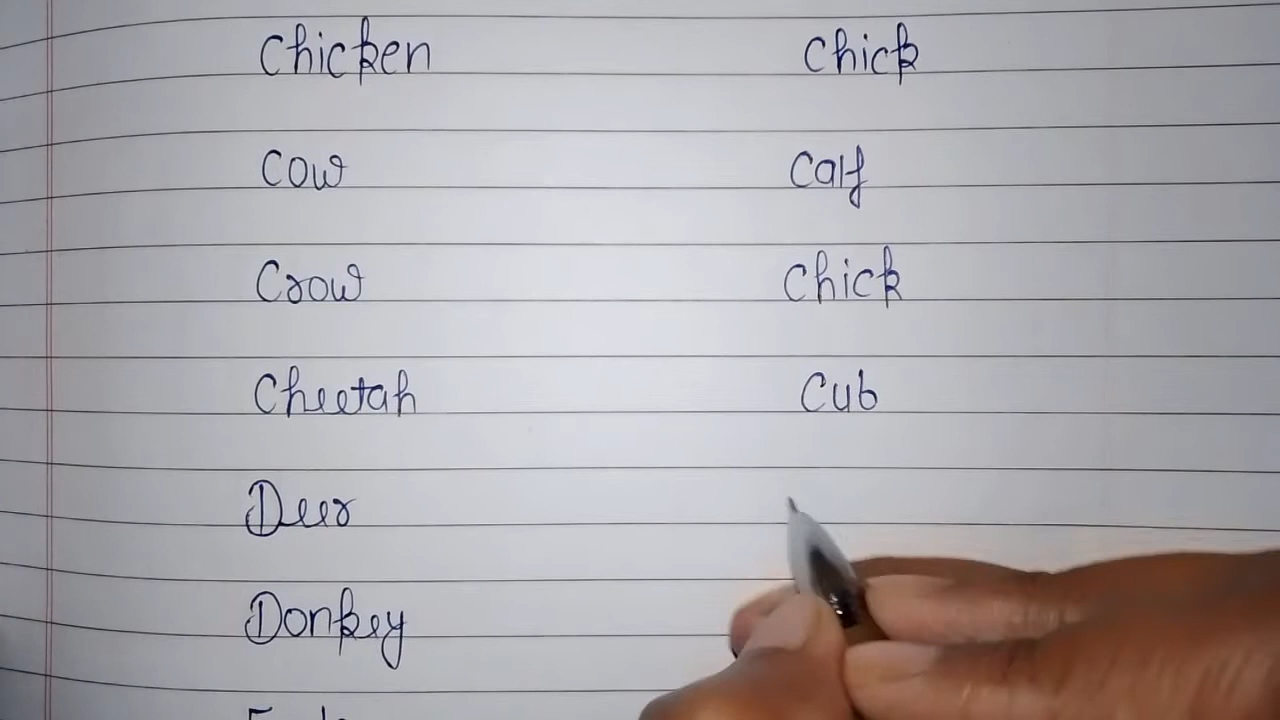 Chicken Chick
Cow Calf
Crow Chick
Cheetah Cub
Deer
Donkey